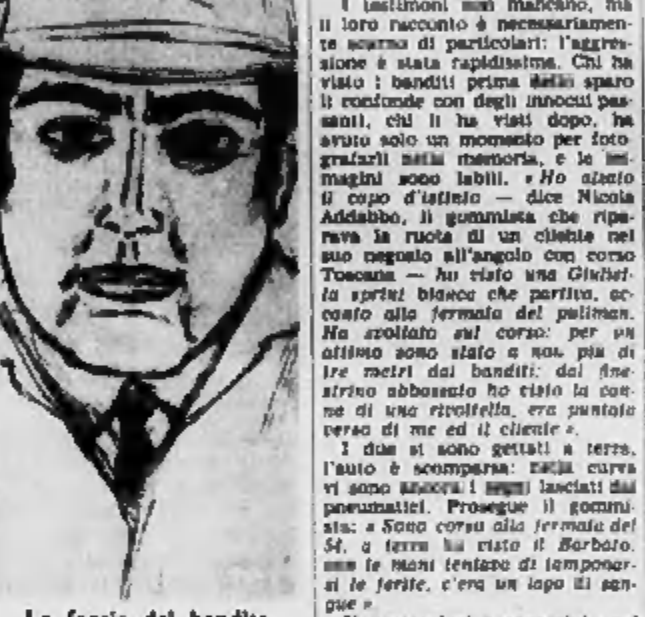 I testimoni non mancano, ma
il loro racconto è necessariamen-
te scarno di particolari: l'aggres-
sione è stata rapidissima. Chi ha
visto i banditi prima dello sparo
li confonde con degli innocui pas-
santi, chi li ha visti dopo, ha
avuto solo un momento per foto-
grafarli nella memoria, e le im-
magini sono labili. « Ho alzato
il capo d'istinto — dice Nicola
Addabbo, il gommista che ripa-
rava la ruota di un cliente nel
suo negozio all'angolo con corso
Toscana — ho visto una Giuliet-
ta sprint bianca che partiva, ac-
canto alla fermata del pullman.
Ha svoltato sul corso: per un
attimo sono stato a non più di
tre metri dai banditi: dal fine-
strino abbassato ho visto la can-
na di una rivoltella, era puntata
verso di me ed il cliente ».
I due si sono gettati a terra,
l'auto è scomparsa: nella curva
vi sono ancora i segni lasciati dai
pneumatici. Prosegue il gommi-
sta: « Sono corso alla fermata del
51, a terra ho visto il Barbato,
con le mani tentava di tamponar-
si le ferite, c'era un lago di san-
gue »
La faccia del bandito